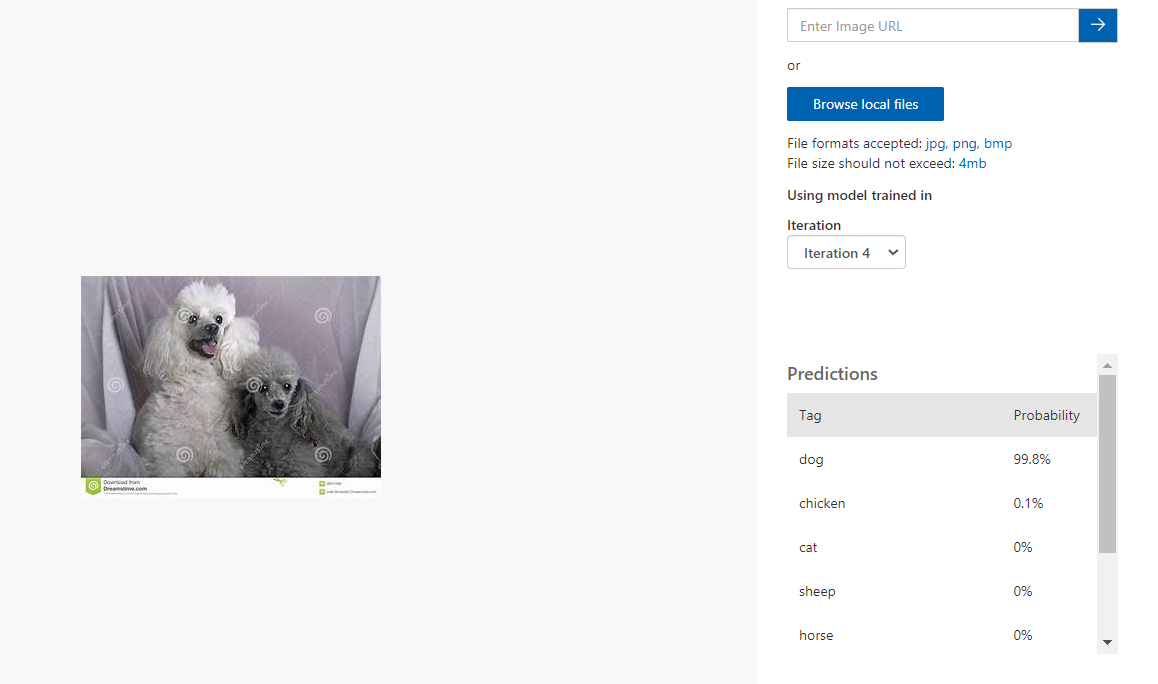 Enter Image URL
or
Browse local files
File formats accepted: jpg, png, bmp
File size should not exceed: 4mb
Using model trained in
Iteration
Iteration 4
Predictions
Tag Probability
dog 99.8%
chicken 0.1%
cat 0%
sheep 0%
horse 0%
Download from
Dreamstime.com